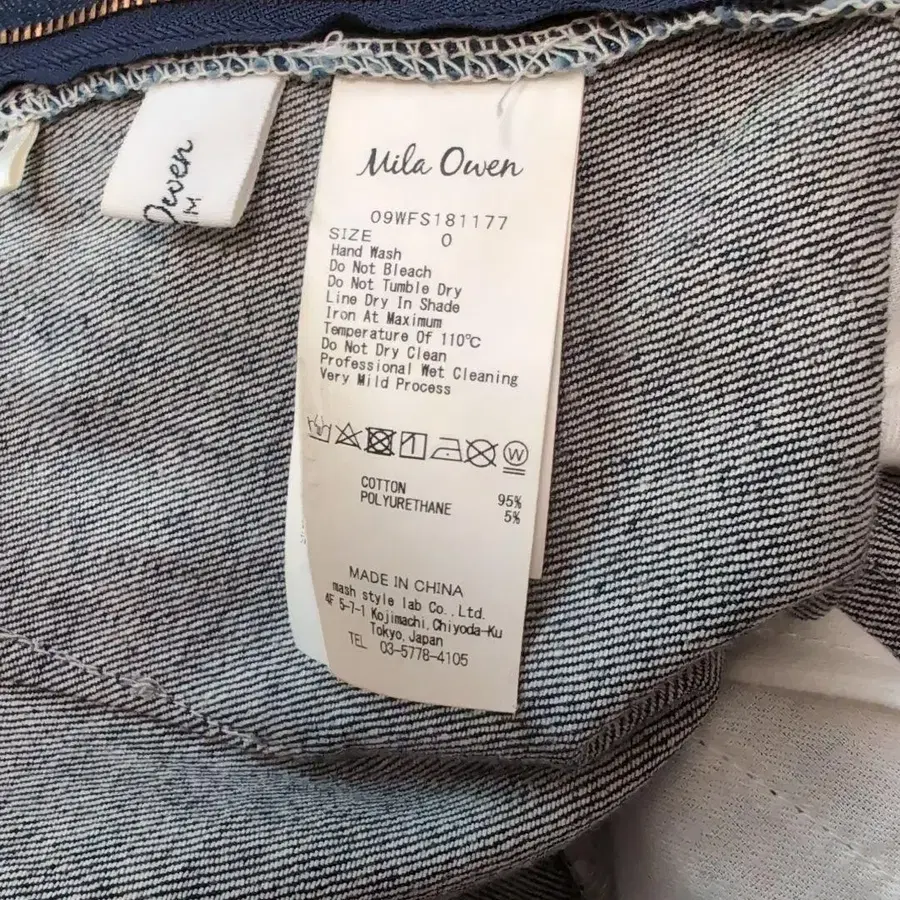 Owen
Mila Owen
09WFS181177
SIZE 0
Hand Wash
Do Not Bleach
Do Not Tumble Dry
Line Dry In Shade
Iron At Maximum
Temperature Of 110℃
Do Not Dry Clean
Professional Wet Cleaning
Very Mild Process
W
COTTON 95%
POLYURETHANE 5%
MADE IN CHINA
mash style lab Co., Ltd.
4F 5-7-1 Kojimachi, Chiyoda-Ku
Tokyo, Japan
TEL 03-5778-4105